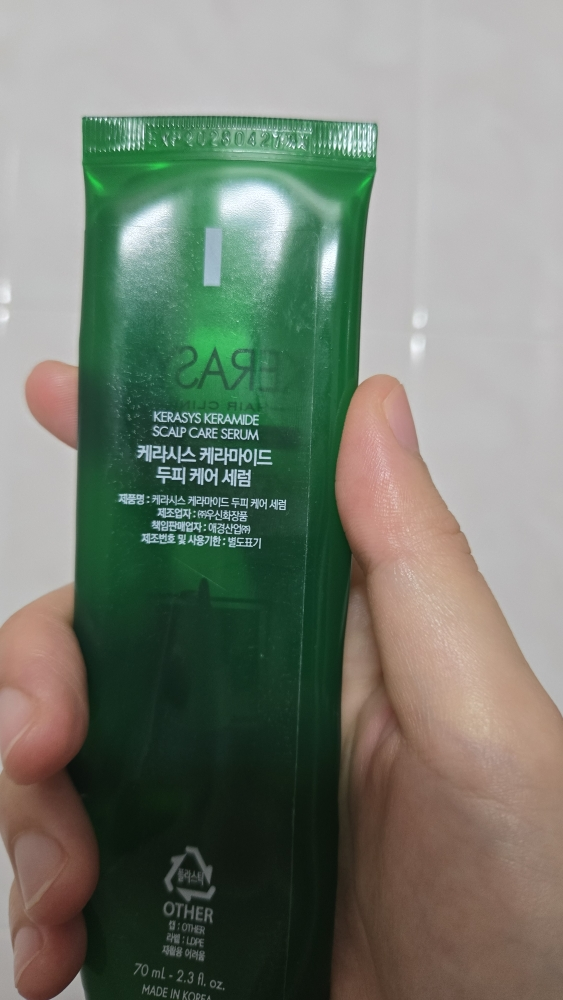 KERASYS KERAMIDE
SCALP CARE SERUM
케라시스 케라마이드
두피 케어 세럼
제품명 : 케라시스 케라마이드 두피 케어 세럼
제조업자 : ㈜우신화장품
책임판매업자 : 애경산업㈜
제조번호 및 사용기한 : 별도표기
플라스틱
OTHER
캡 : OTHER
라벨 : LDPE
재활용 어려움
70 mL - 2.3 fl. oz.
MADE IN KOREA